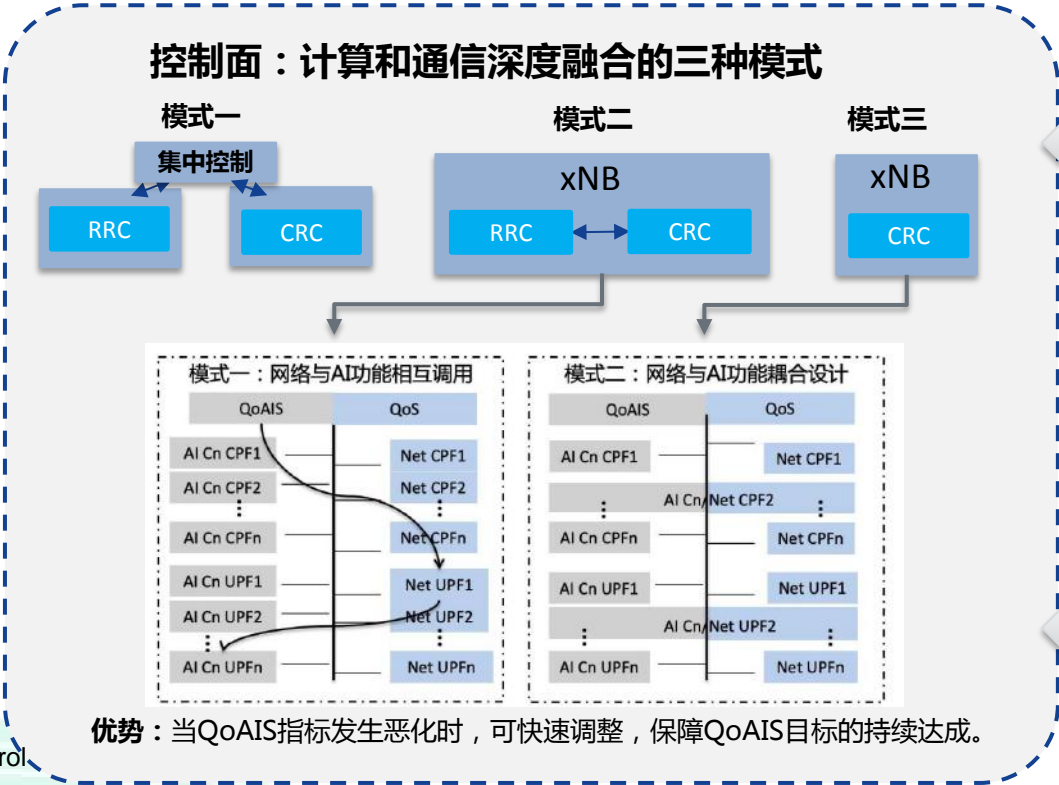 控制面：计算和通信深度融合的三种模式
模式一
模式二
模式三
集中控制
RRC
CRC
xNB
RRC
CRC
xNB
CRC
模式一：网络与AI功能相互调用
QoAIS
QoS
AI Cn CPF1
Net CPF1
AI Cn CPF2
Net CPF2
AI Cn CPFn
Net CPFn
AI Cn UPF1
Net UPF1
AI Cn UPF2
Net UPF2
AI Cn UPFn
Net UPFn
模式二：网络与AI功能耦合设计
QoAIS
QoS
AI Cn CPF1
Net CPF1
AI Cn/Net CPF2
AI Cn CPFn
Net CPFn
AI Cn UPF1
Net UPF1
AI Cn/Net UPF2
AI Cn UPFn
Net UPFn
优势：当QoAIS指标发生恶化时，可快速调整，保障QoAIS目标的持续达成。
rol